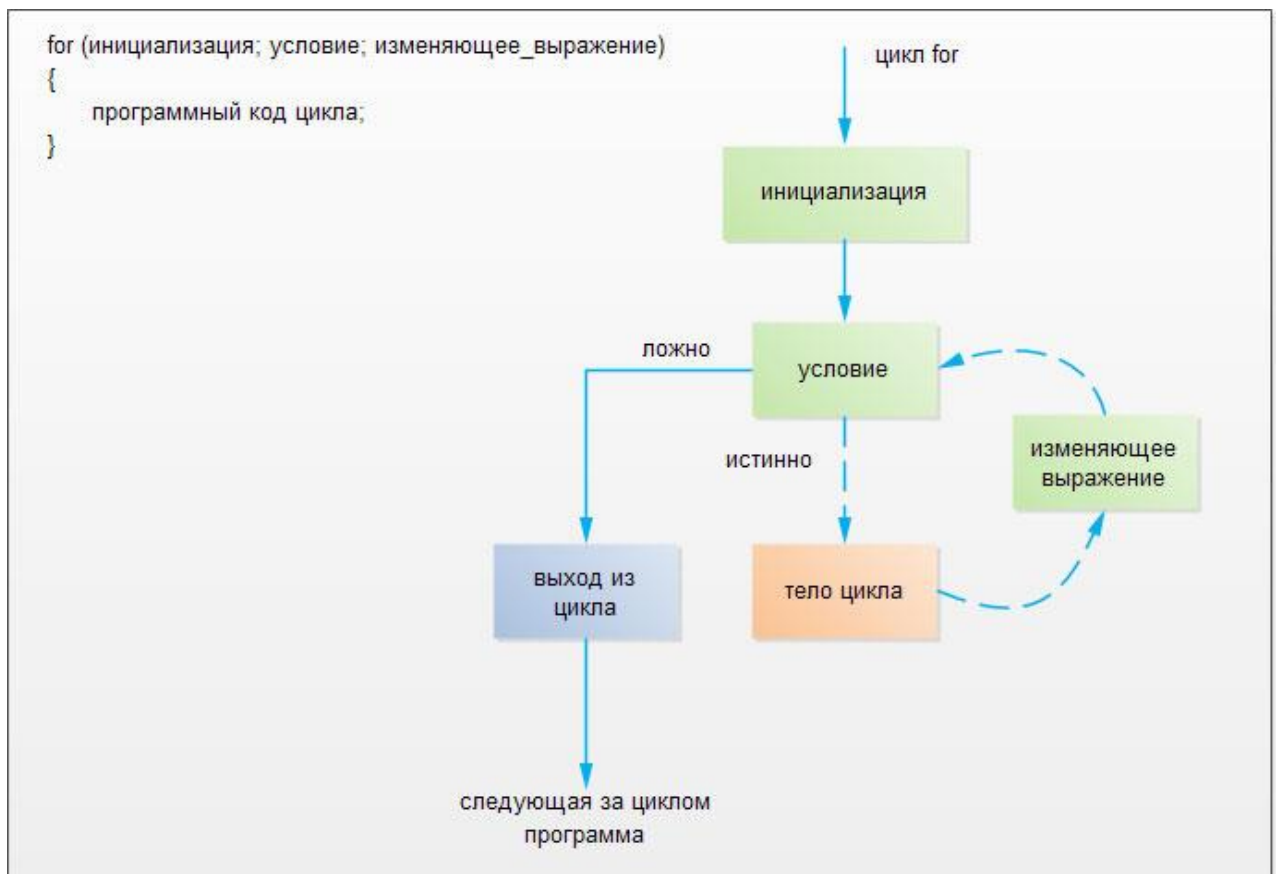 for (инициализация; условие; изменяющее_выражение)
{
программный код цикла;
}
цикл for
инициализация
условие
ложно
истинно
изменяющее
выражение
выход из
цикла
тело цикла
следующая за циклом
программа